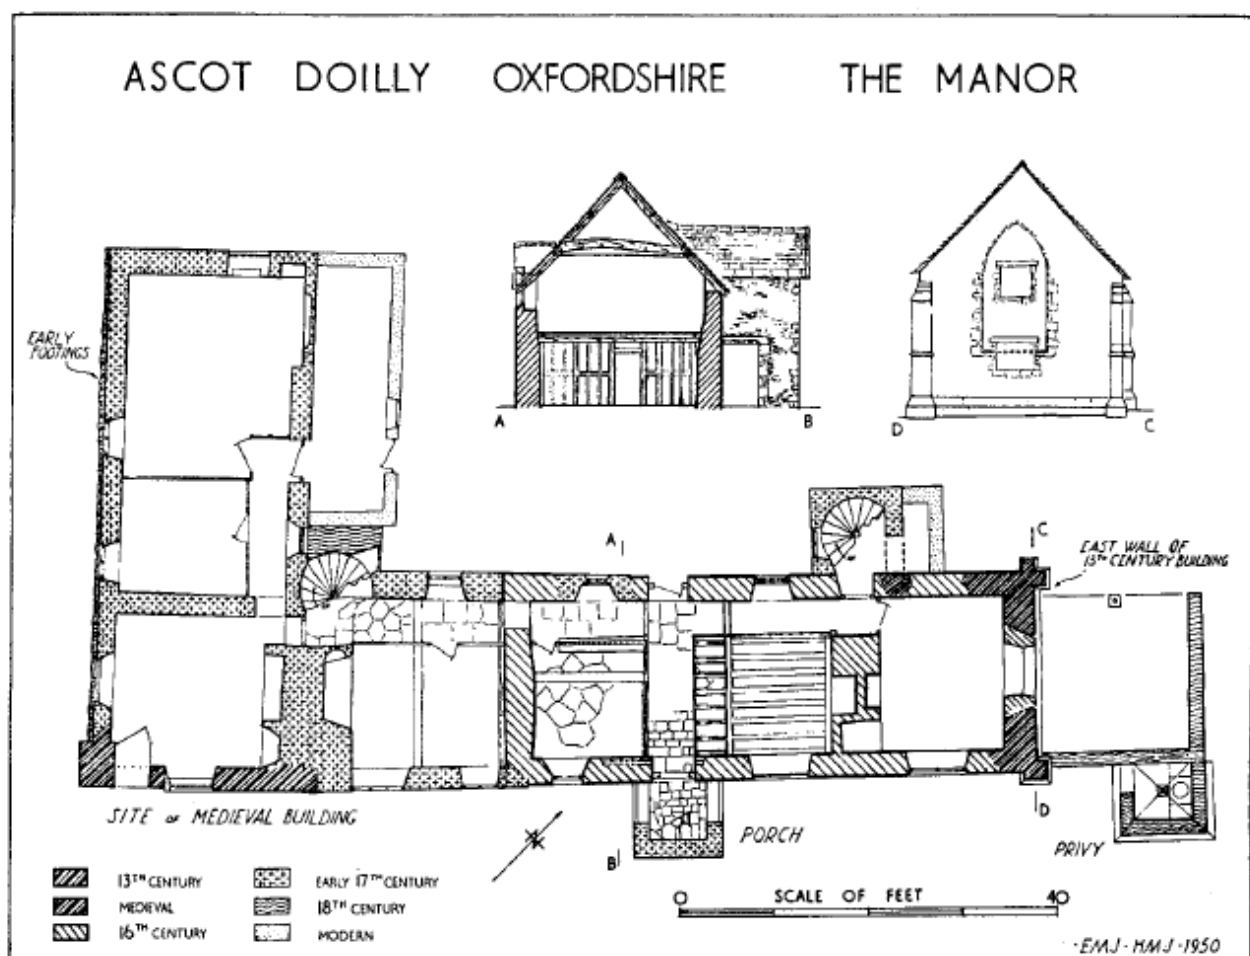 ASCOT DOILLY OXFORDSHIRE THE MANOR
EARLY
FOOTINGS
A
B
D
C
A
C
EAST WALL OF
13TH CENTURY BUILDING
SITE OF MEDIEVAL BUILDING
B
PORCH
D
PRIVY
13TH CENTURY
MEDIEVAL
16TH CENTURY
EARLY 17TH CENTURY
18TH CENTURY
MODERN
0 SCALE OF FEET 40
·EMJ·HMJ·1950